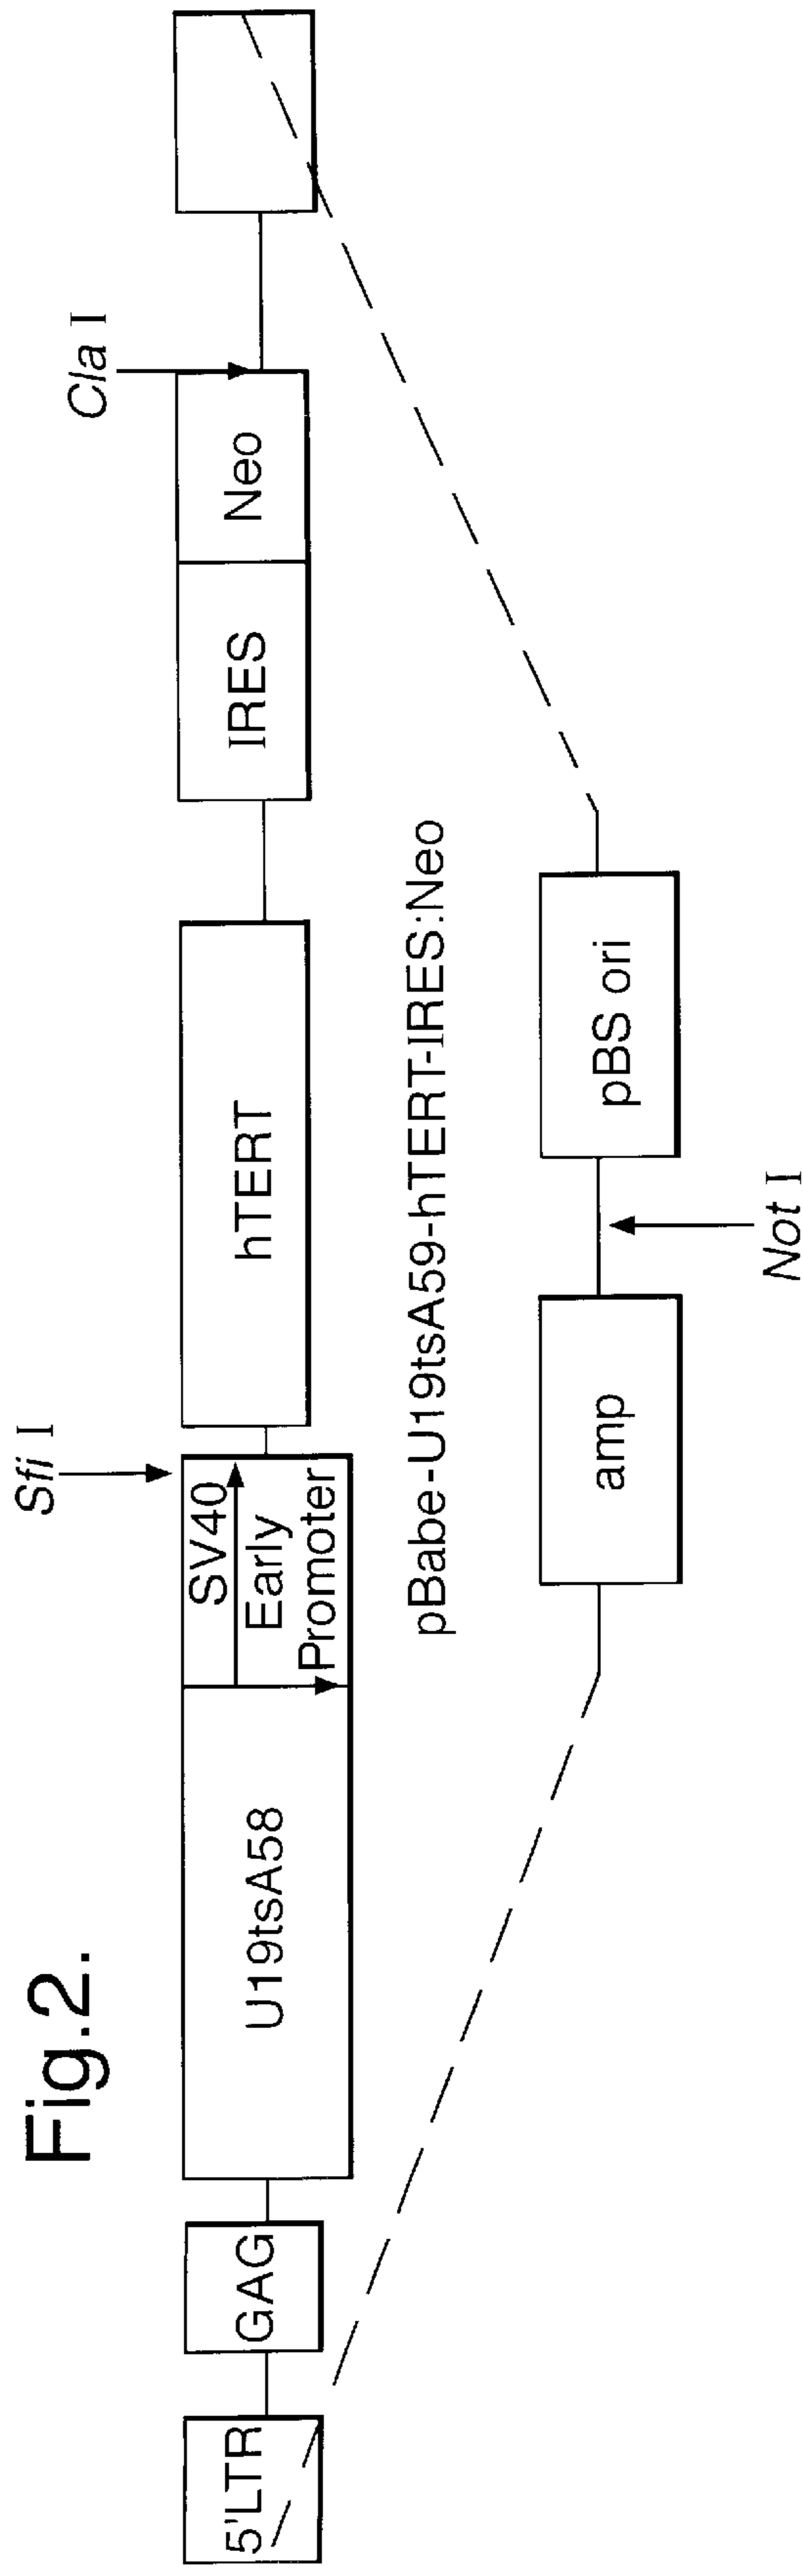 Fig.2.
Sfi I
Cla I
5'LTR
GAG
U19tsA58
SV40
Early
Promoter
hTERT
IRES
Neo
pBabe-U19tsA59-hTERT-IRES:Neo
amp
pBS ori
Not I